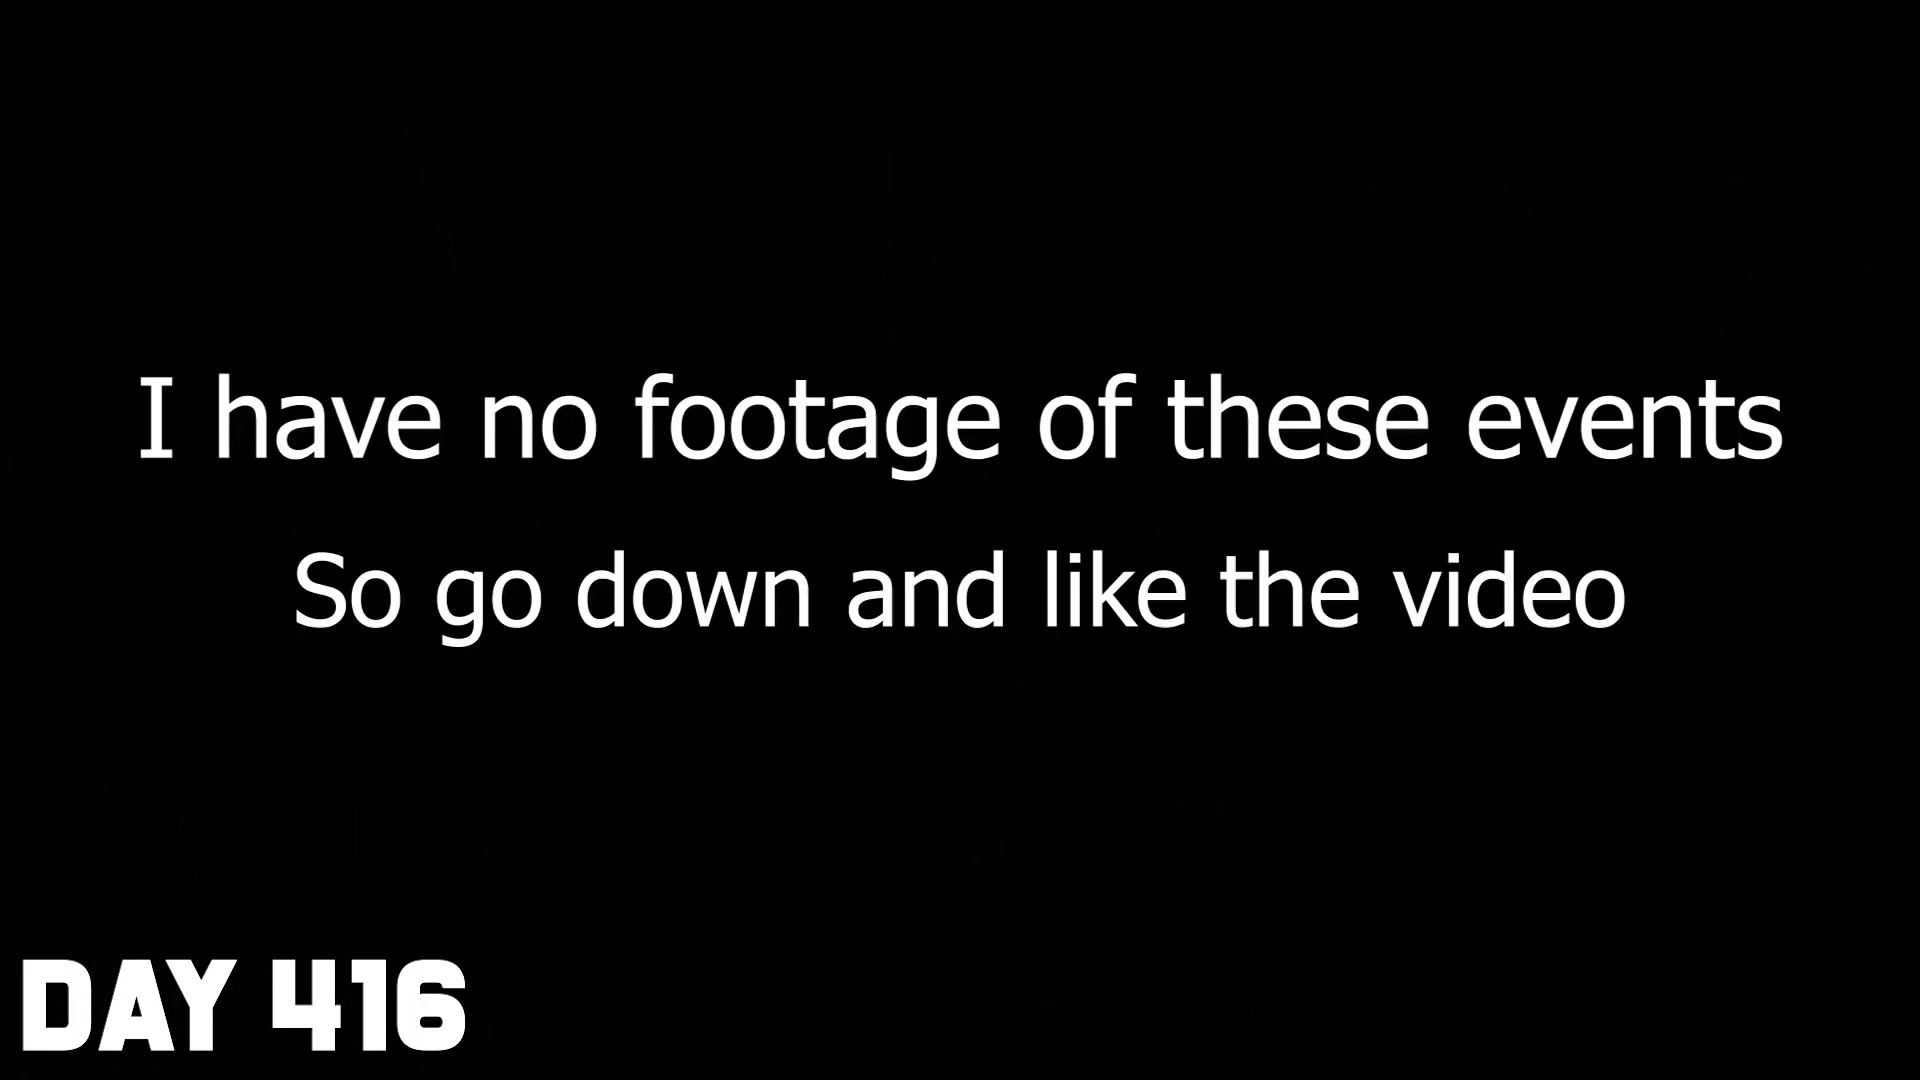 I have no footage of these events
So go down and like the video
DAY 416